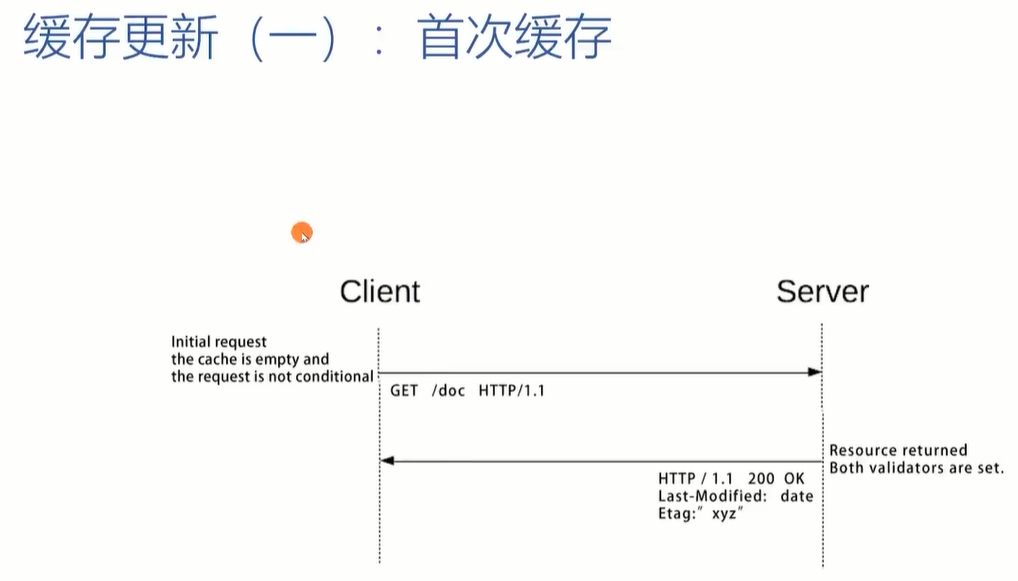 缓存更新（一）：首次缓存
Client
Server
Initial request
the cache is empty and
the request is not conditional
GET /doc HTTP/1.1
Resource returned
Both validators are set.
HTTP / 1.1 200 OK
Last-Modified: date
Etag:" xyz"